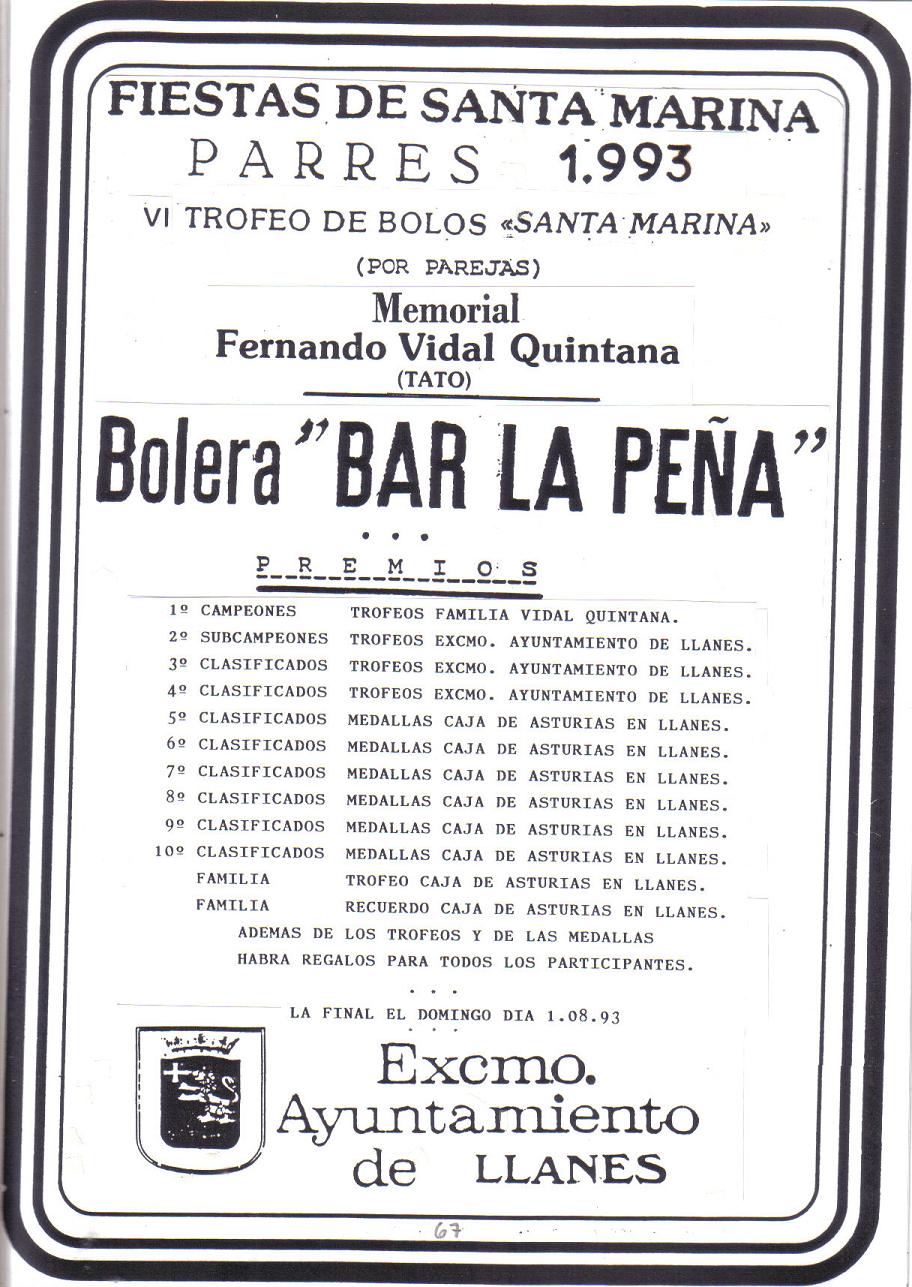 FIESTAS DE SANTA MARINA
PARRES 1.993
VI TROFEO DE BOLOS «SANTA MARINA»
(POR PAREJAS)
Memorial
Fernando Vidal Quintana
(TATO)
Bolera "BAR LA PEÑA"
...
PREMIOS
1º CAMPEONES TROFEOS FAMILIA VIDAL QUINTANA.
2º SUBCAMPEONES TROFEOS EXCMO. AYUNTAMIENTO DE LLANES.
3º CLASIFICADOS TROFEOS EXCMO. AYUNTAMIENTO DE LLANES.
4º CLASIFICADOS TROFEOS EXCMO. AYUNTAMIENTO DE LLANES.
5º CLASIFICADOS MEDALLAS CAJA DE ASTURIAS EN LLANES.
6º CLASIFICADOS MEDALLAS CAJA DE ASTURIAS EN LLANES.
7º CLASIFICADOS MEDALLAS CAJA DE ASTURIAS EN LLANES.
8º CLASIFICADOS MEDALLAS CAJA DE ASTURIAS EN LLANES.
9º CLASIFICADOS MEDALLAS CAJA DE ASTURIAS EN LLANES.
10º CLASIFICADOS MEDALLAS CAJA DE ASTURIAS EN LLANES.
FAMILIA TROFEO CAJA DE ASTURIAS EN LLANES.
FAMILIA RECUERDO CAJA DE ASTURIAS EN LLANES.
ADEMAS DE LOS TROFEOS Y DE LAS MEDALLAS
HABRA REGALOS PARA TODOS LOS PARTICIPANTES.
...
LA FINAL EL DOMINGO DIA 1.08.93
...
Excmo.
Ayuntamiento
de LLANES
67